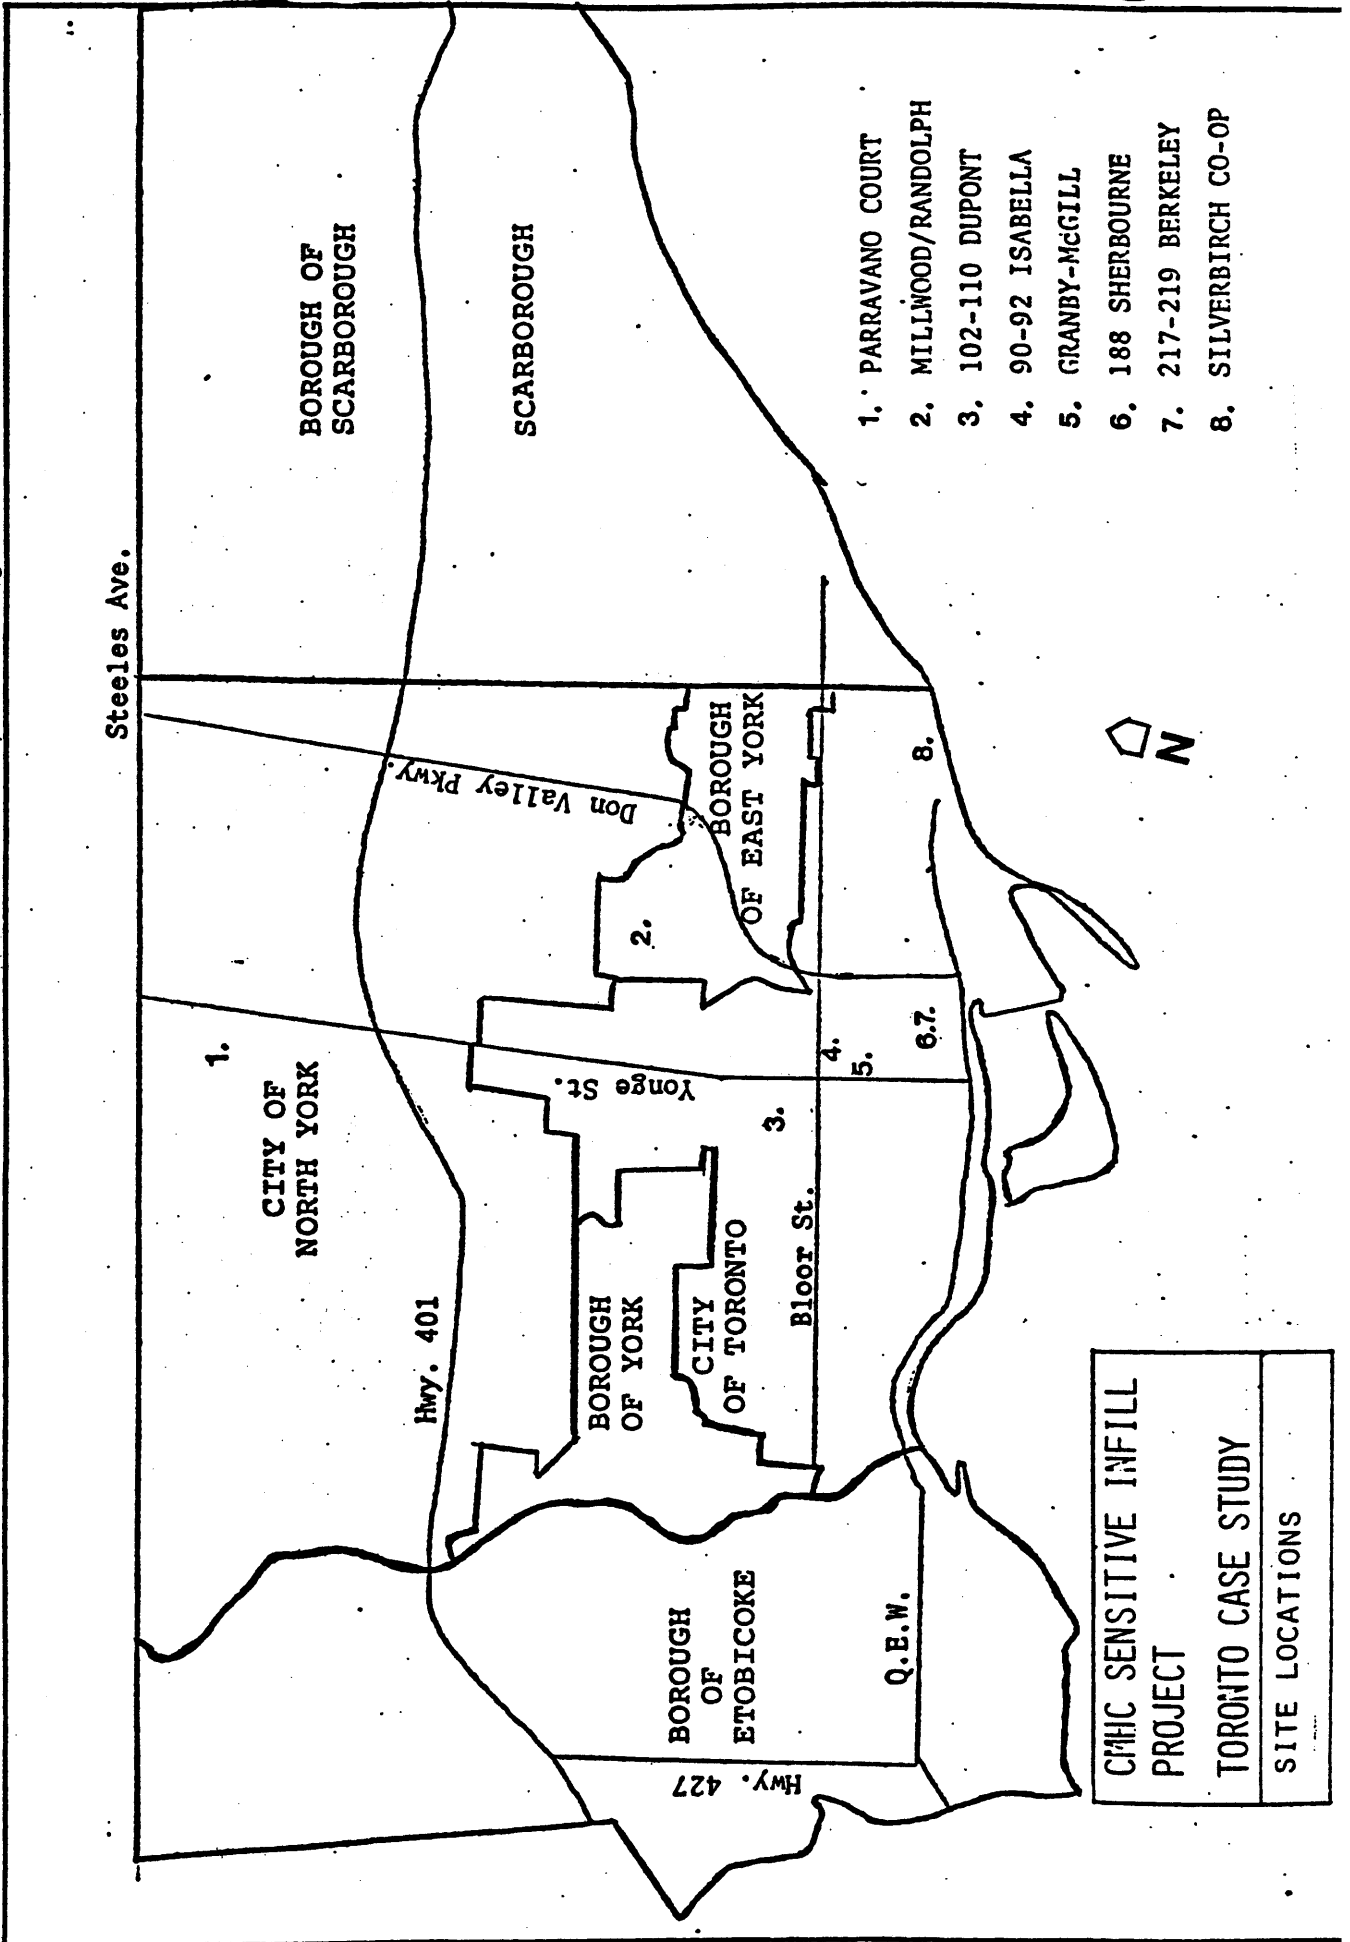 Steeles Ave.
BOROUGH OF
SCARBOROUGH
SCARBOROUGH
Don Valley Pkwy.
1.
CITY OF
NORTH YORK
Hwy. 401
Yonge St.
2.
BOROUGH
OF EAST YORK
BOROUGH
OF YORK
CITY
OF TORONTO
3.
Bloor St.
4.
5.
6.7.
8.
BOROUGH
OF
ETOBICOKE
Hwy. 427
Q.E.W.
N
1. PARRAVANO COURT
2. MILLWOOD/RANDOLPH
3. 102-110 DUPONT
4. 90-92 ISABELLA
5. GRANBY-McGILL
6. 188 SHERBOURNE
7. 217-219 BERKELEY
8. SILVERBIRCH CO-OP
CMHC SENSITIVE INFILL
PROJECT
TORONTO CASE STUDY
SITE LOCATIONS